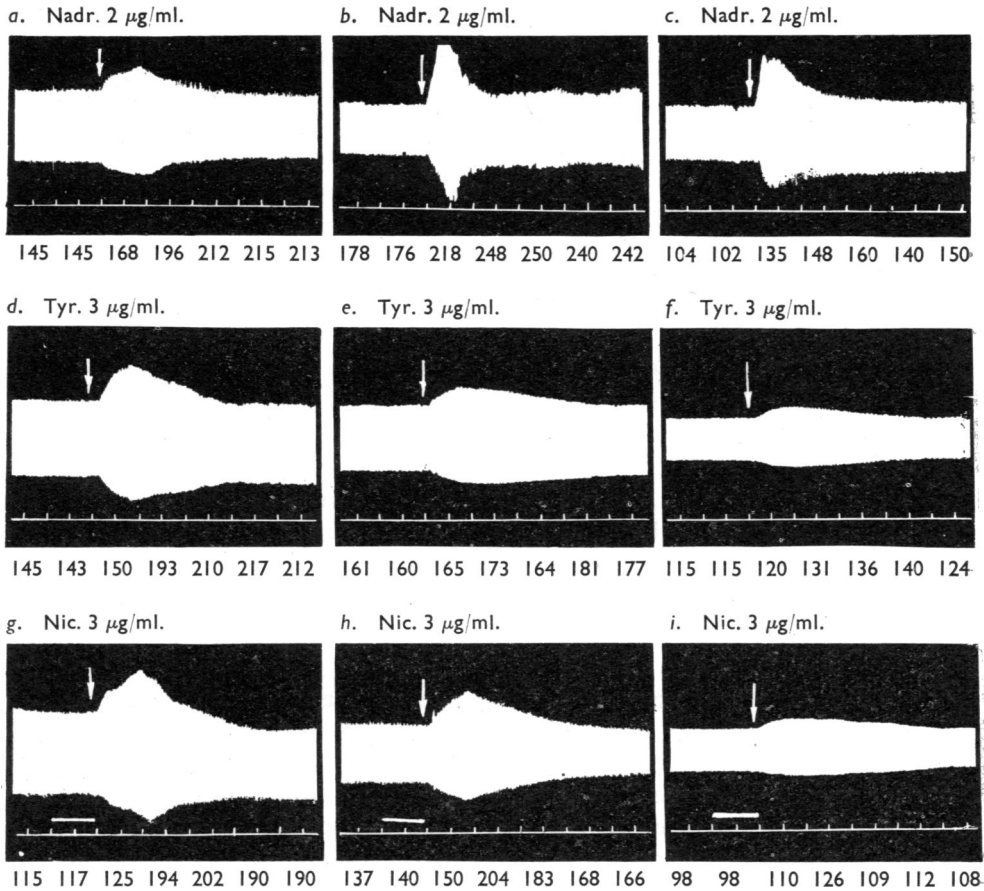 a. Nadr. 2 μg/ml. b. Nadr. 2 μg/ml. c. Nadr. 2 μg/ml.
145 145 168 196 212 215 213 178 176 218 248 250 240 242 104 102 135 148 160 140 150
d. Tyr. 3 μg/ml. e. Tyr. 3 μg/ml. f. Tyr. 3 μg/ml.
145 143 150 193 210 217 212 161 160 165 173 164 181 177 115 115 120 131 136 140 124
g. Nic. 3 μg/ml. h. Nic. 3 μg/ml. i. Nic. 3 μg/ml.
115 117 125 194 202 190 190 137 140 150 204 183 168 166 98 98 110 126 109 112 108